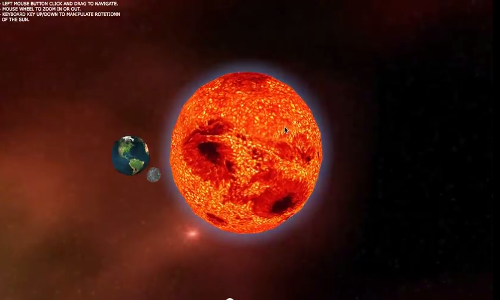 - LEFT MOUSE BUTTON CLICK AND DRAG TO NAVIGATE.
- MOUSE WHEEL TO ZOOM IN OR OUT.
- KEYBOARD KEY UP/DOWN TO MANIPULATE ROTETIONN
OF THE SUN.